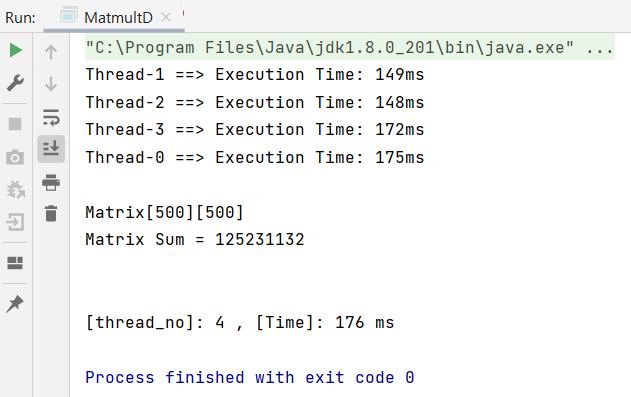 Run: MatmultD
"C:\Program Files\Java\jdk1.8.0_201\bin\java.exe" ...
Thread-1 ==> Execution Time: 149ms
Thread-2 ==> Execution Time: 148ms
Thread-3 ==> Execution Time: 172ms
Thread-0 ==> Execution Time: 175ms
Matrix[500][500]
Matrix Sum = 125231132
[thread_no]: 4 , [Time]: 176 ms
Process finished with exit code 0